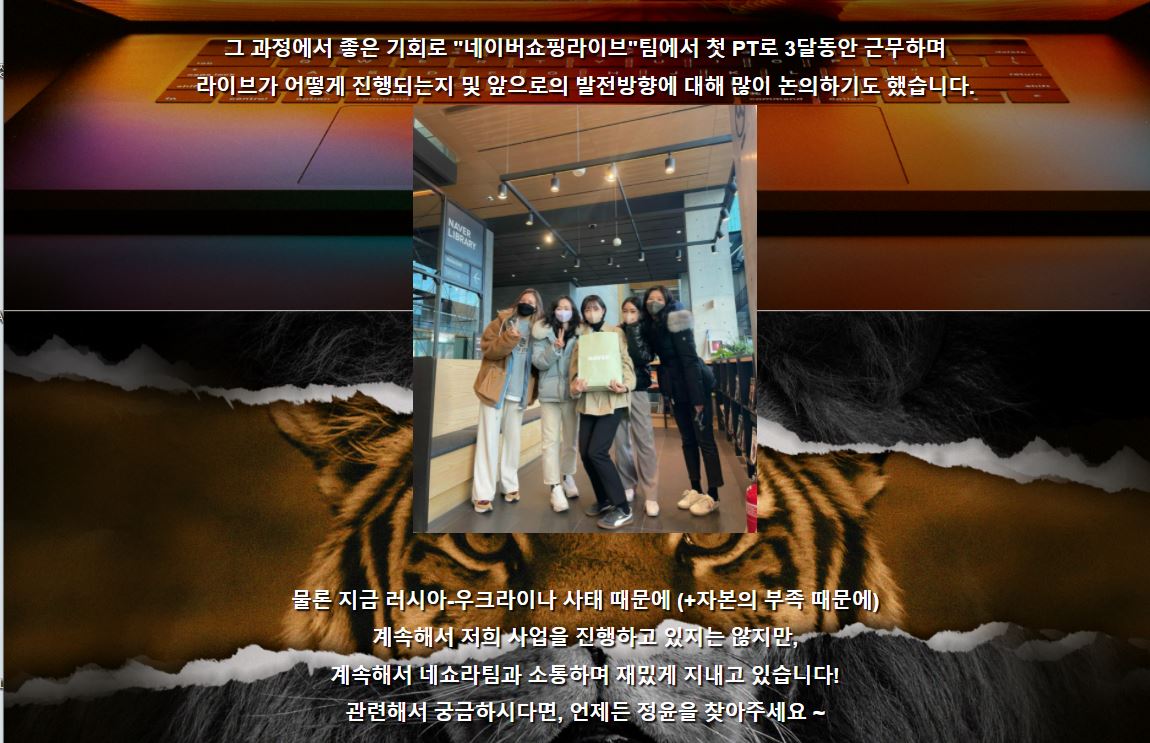 그 과정에서 좋은 기회로 "네이버쇼핑라이브"팀에서 첫 PT로 3달동안 근무하며
라이브가 어떻게 진행되는지 및 앞으로의 발전방향에 대해 많이 논의하기도 했습니다.
NAVER
LIBRARY
NAVER
물론 지금 러시아-우크라이나 사태 때문에 (+자본의 부족 때문에)
계속해서 저희 사업을 진행하고 있지는 않지만,
계속해서 네쇼라팀과 소통하며 재밌게 지내고 있습니다!
관련해서 궁금하시다면, 언제든 정윤을 찾아주세요 ~